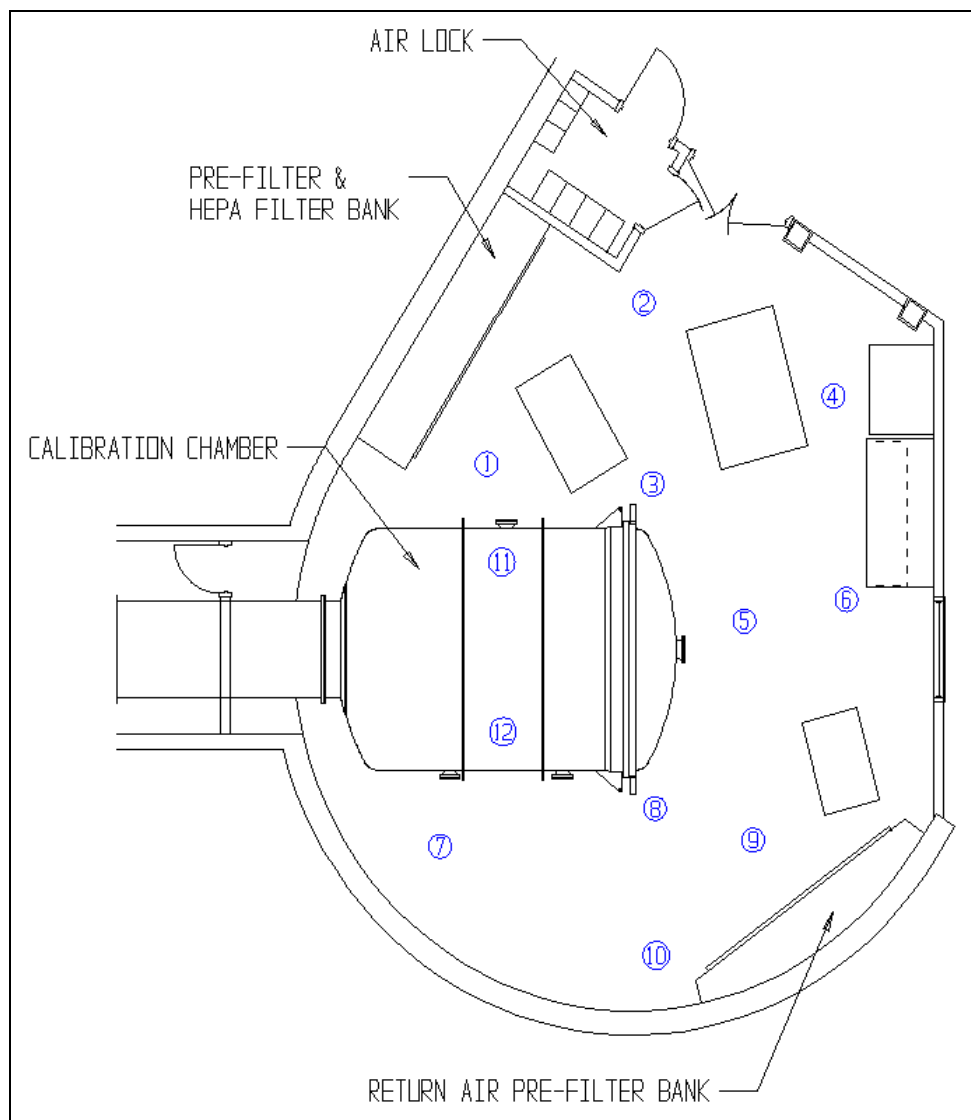 AIR LOCK
PRE-FILTER &
HEPA FILTER BANK
2
4
CALIBRATION CHAMBER
1
3
11
6
5
12
8
9
7
10
RETURN AIR PRE-FILTER BANK